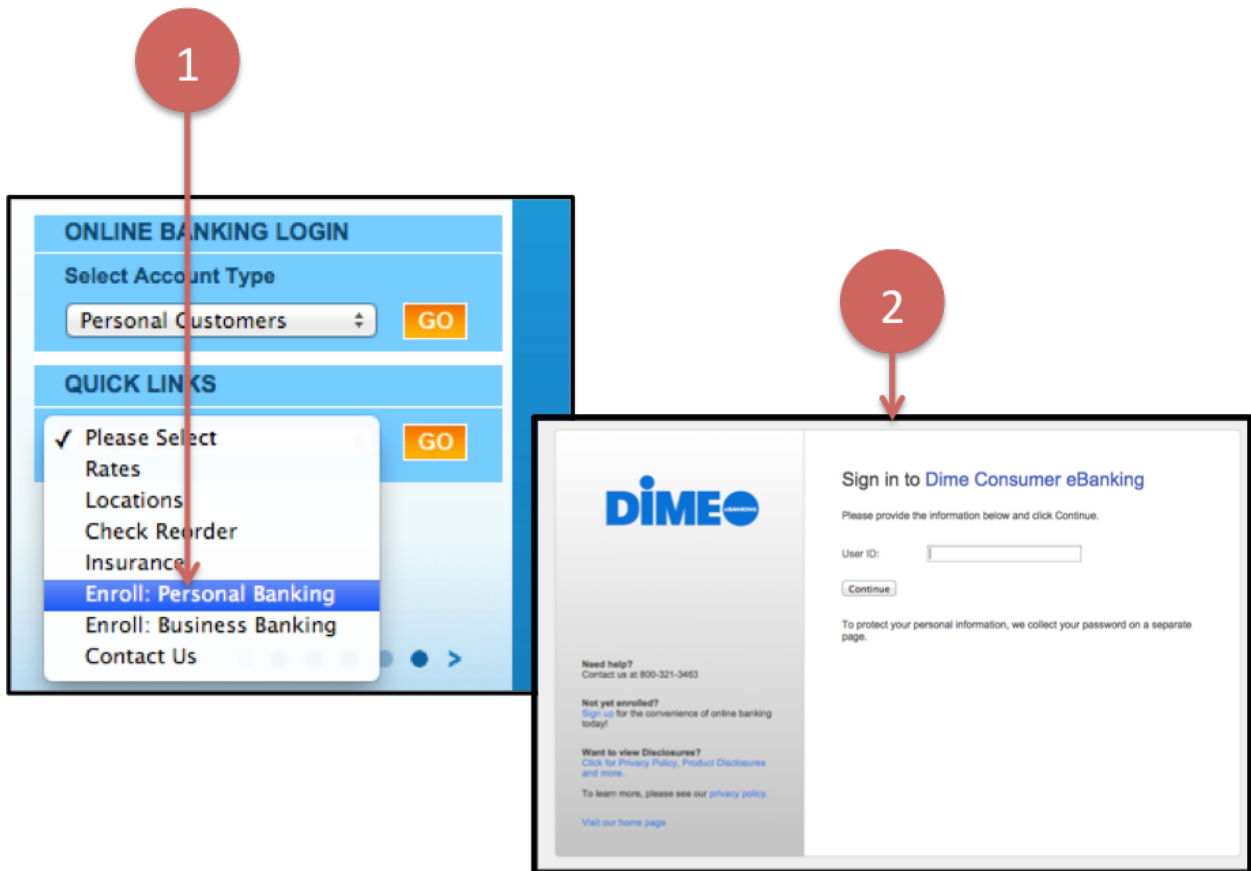 1
ONLINE BANKING LOGIN
Select Account Type
Personal Customers
GO
QUICK LINKS
✓ Please Select
GO
Rates
Locations
Check Reorder
Insurance
Enroll: Personal Banking
Enroll: Business Banking
Contact Us
>
2
DIME
EBANKING
Sign in to Dime Consumer eBanking
Please provide the information below and click Continue.
User ID:
Continue
To protect your personal information, we collect your password on a separate
page.
Need help?
Contact us at 800-321-3463
Not yet enrolled?
Sign up for the convenience of online banking
today!
Want to view Disclosures?
Click for Privacy Policy, Product Disclosures
and more.
To learn more, please see our privacy policy.
Visit our home page